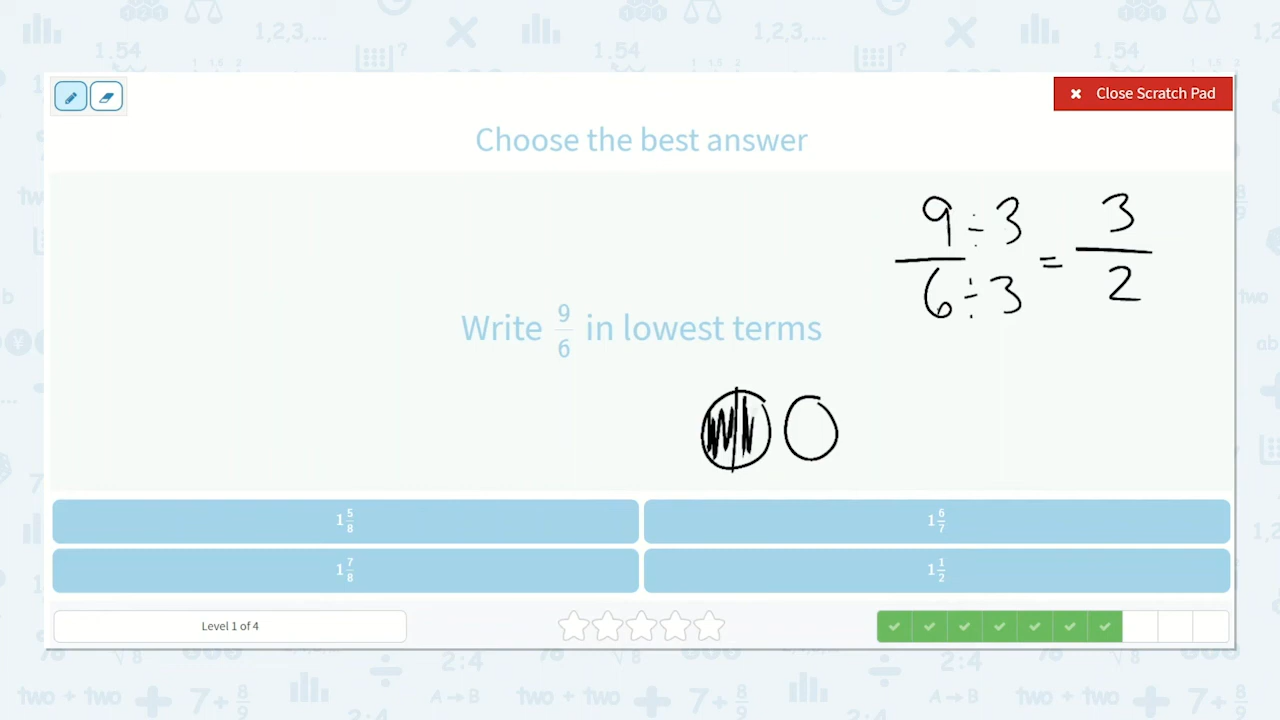 Close Scratch Pad
Choose the best answer
9 ÷ 3
6 ÷ 3
=
3
2
Write 9/6 in lowest terms
1 5/8
1 6/7
1 7/8
1 1/2
Level 1 of 4